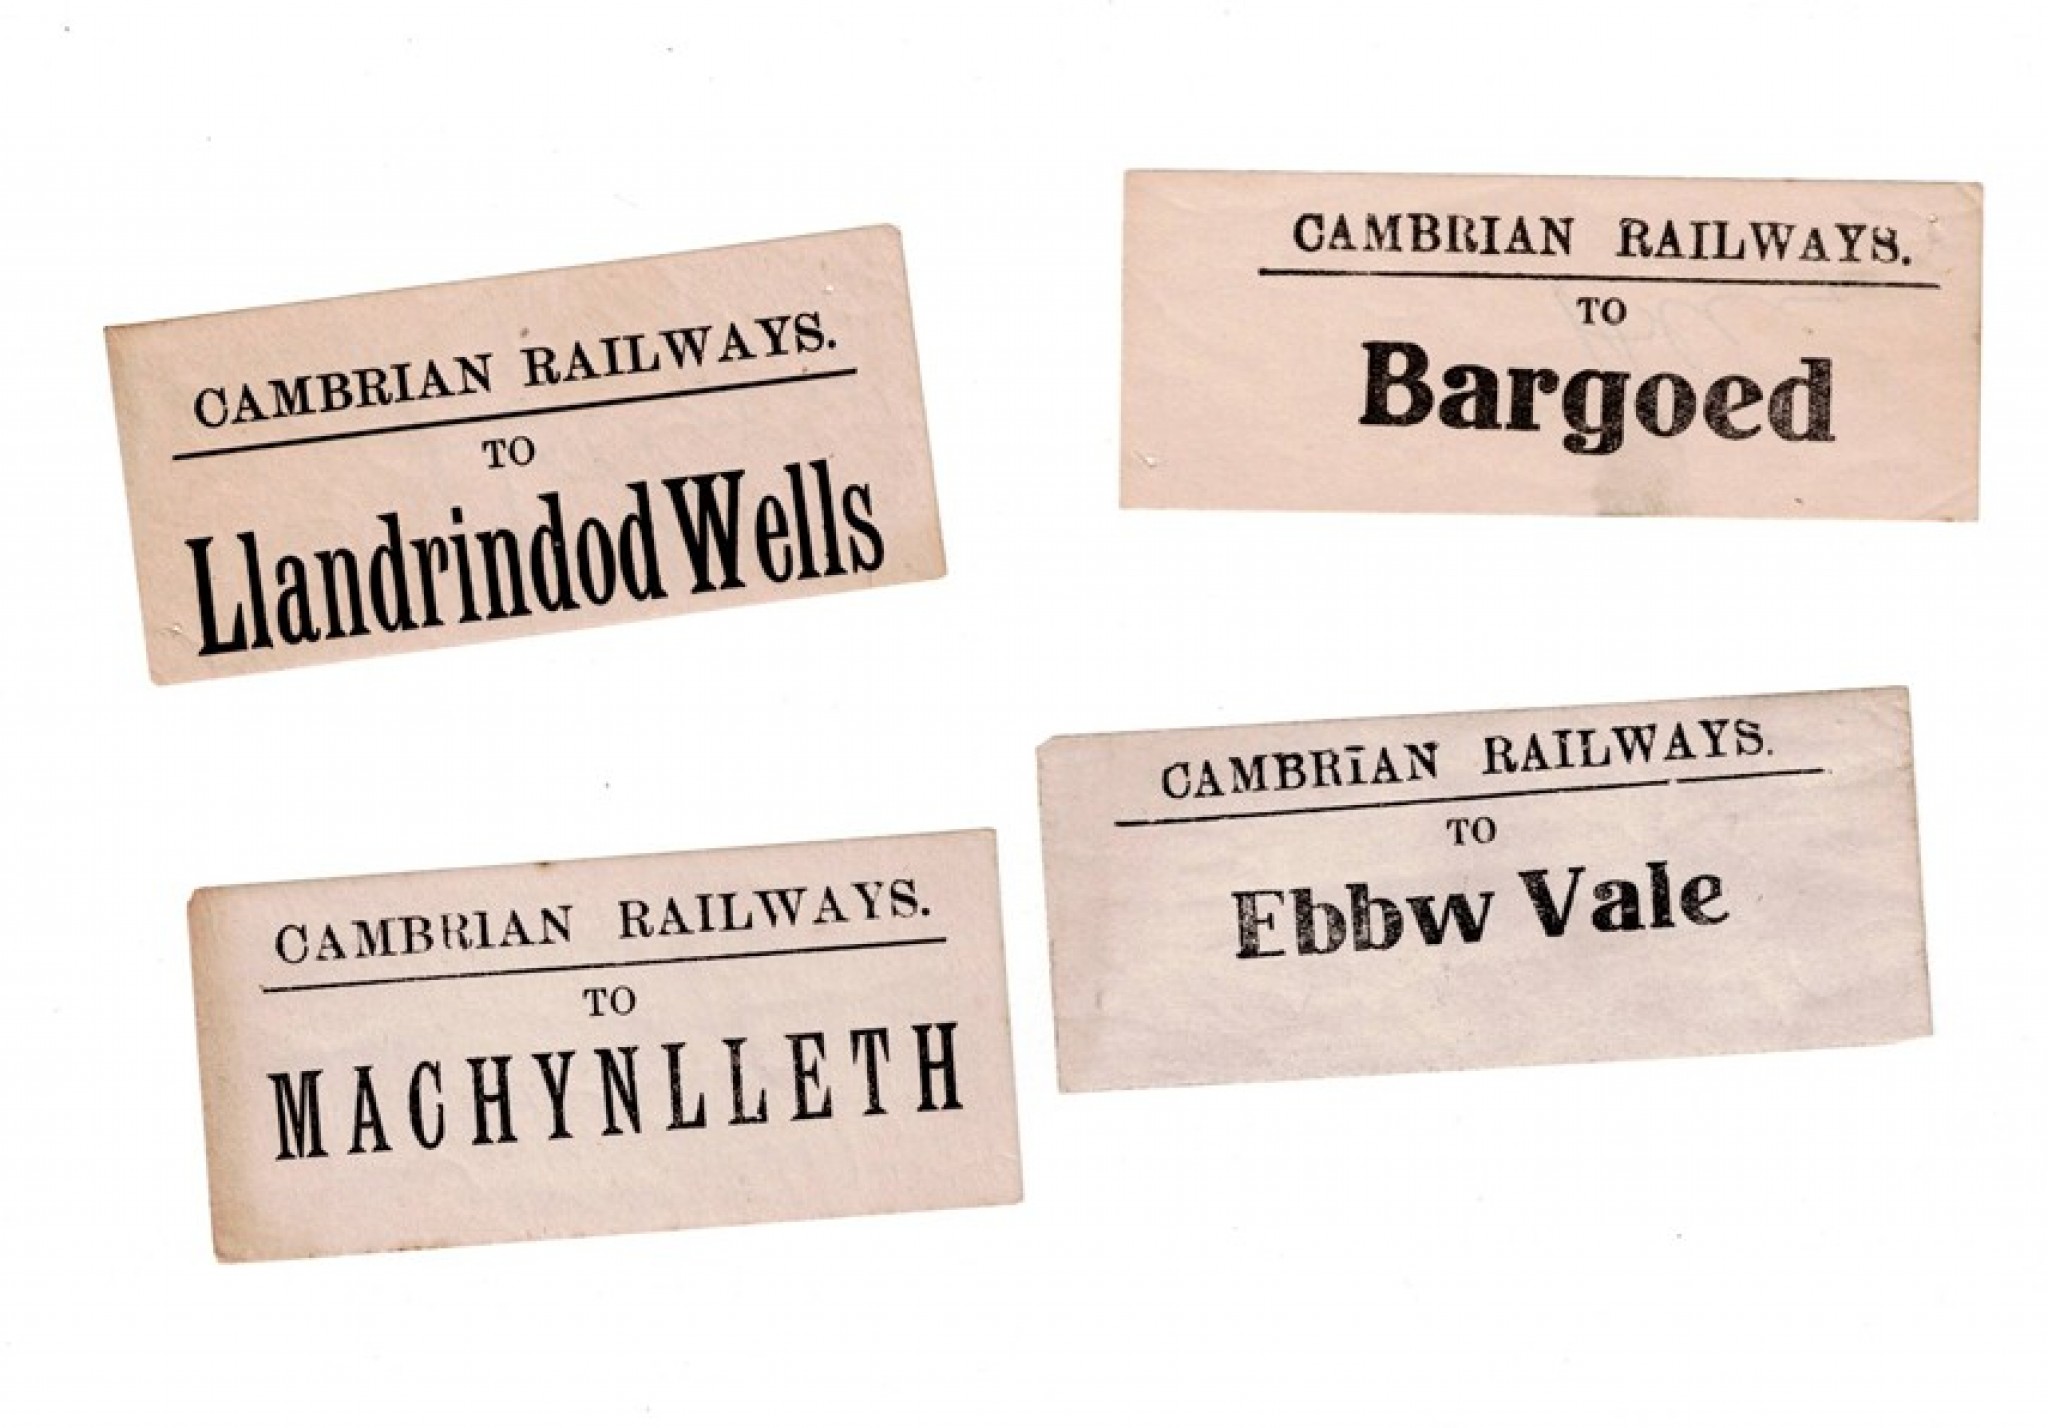 CAMBRIAN RAILWAYS.
TO
Llandrindod Wells
CAMBRIAN RAILWAYS.
TO
Bargoed
CAMBRIAN RAILWAYS.
TO
MACHYNLLETH
CAMBRIAN RAILWAYS.
TO
Ebbw Vale